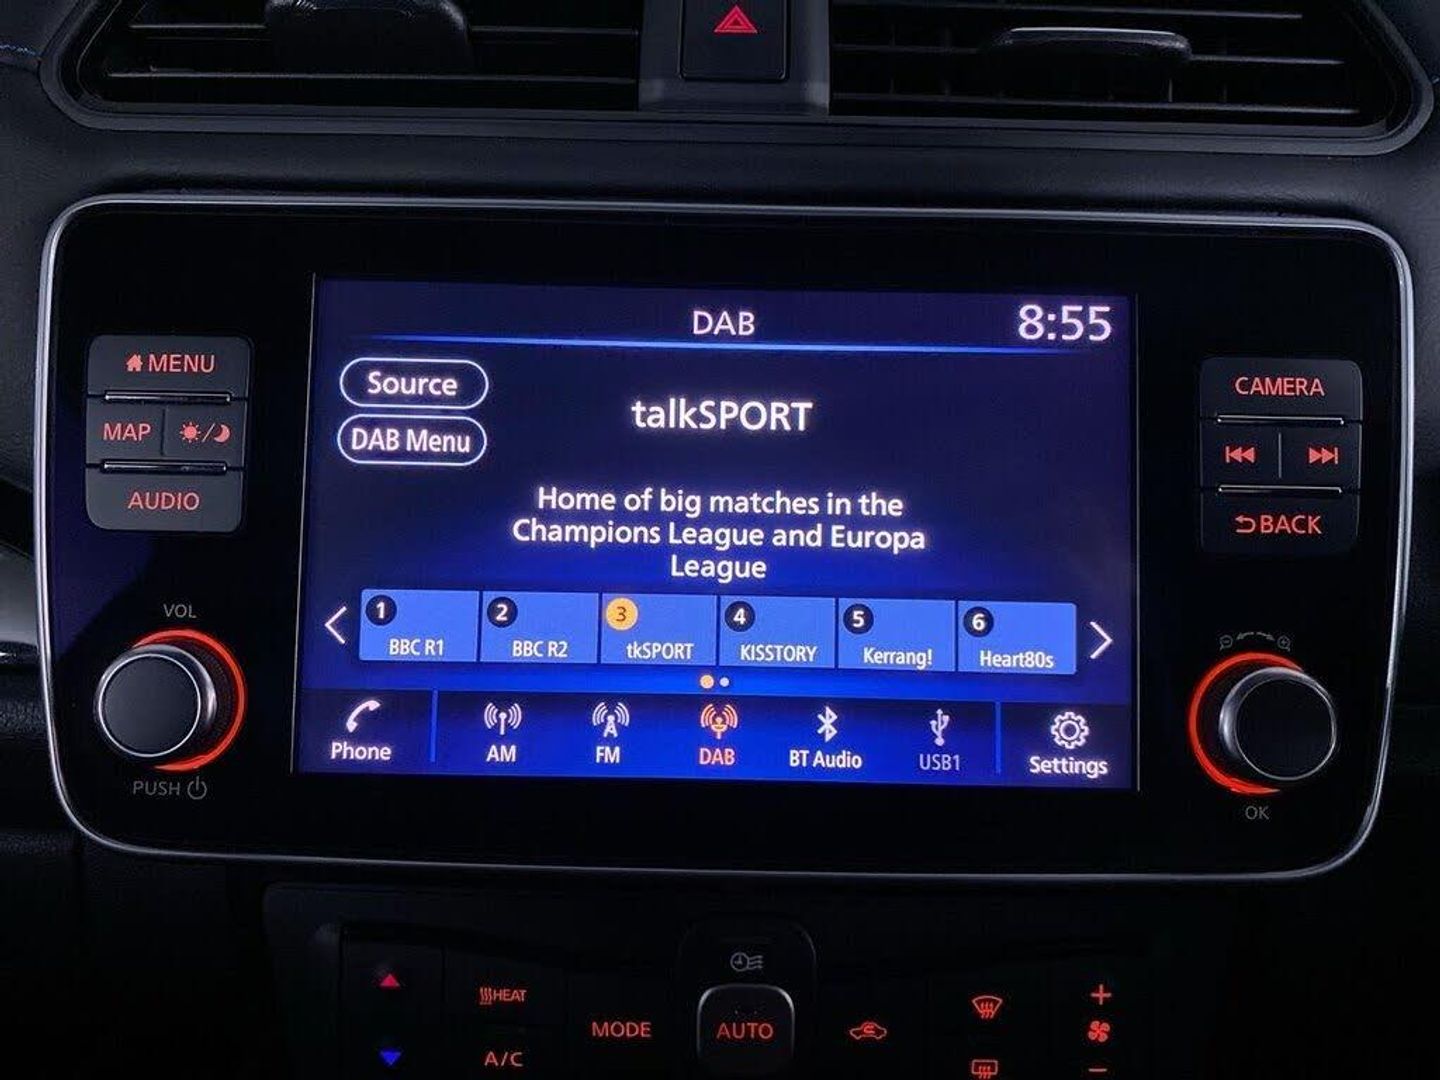 DAB
8:55
MENU
MAP
AUDIO
Source
DAB Menu
talkSPORT
Home of big matches in the
Champions League and Europa
League
CAMERA
BACK
1
2
3
4
5
6
BBC R1
BBC R2
tkSPORT
KISSTORY
Kerrang!
Heart80s
VOL
PUSH
Phone
AM
FM
DAB
BT Audio
USB1
Settings
OK
HEAT
MODE
AUTO
A/C